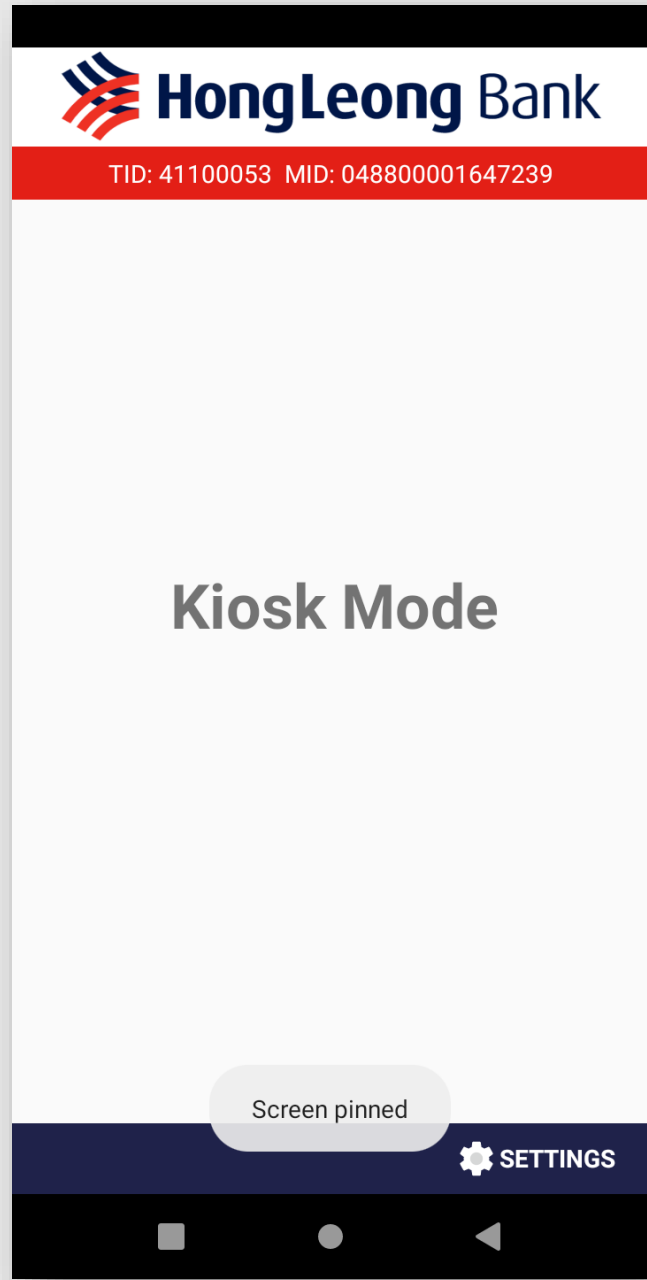 HongLeong Bank
TID: 41100053 MID: 048800001647239
Kiosk Mode
Screen pinned
SETTINGS